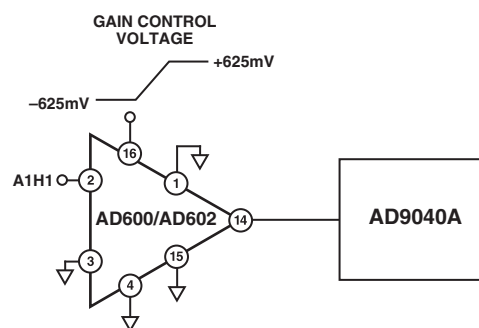 GAIN CONTROL
VOLTAGE
+625mV
–625mV
16
A1H1
2
1
AD600/AD602
14
AD9040A
3
15
4